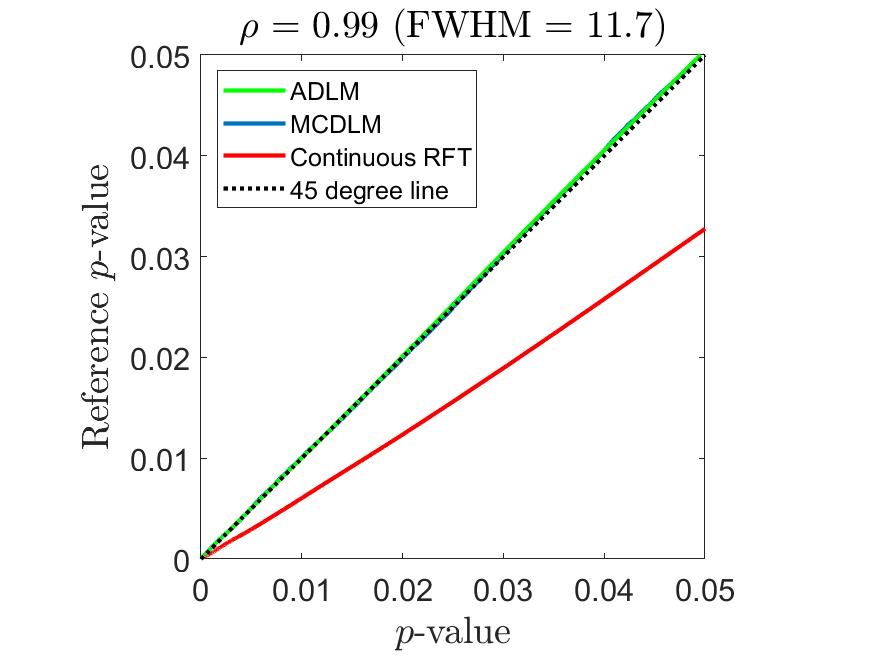 ρ = 0.99 (FWHM = 11.7)
0.05
0.04
0.03
0.02
0.01
0
Reference p-value
ADLM
MCDLM
Continuous RFT
45 degree line
0 0.01 0.02 0.03 0.04 0.05
p-value